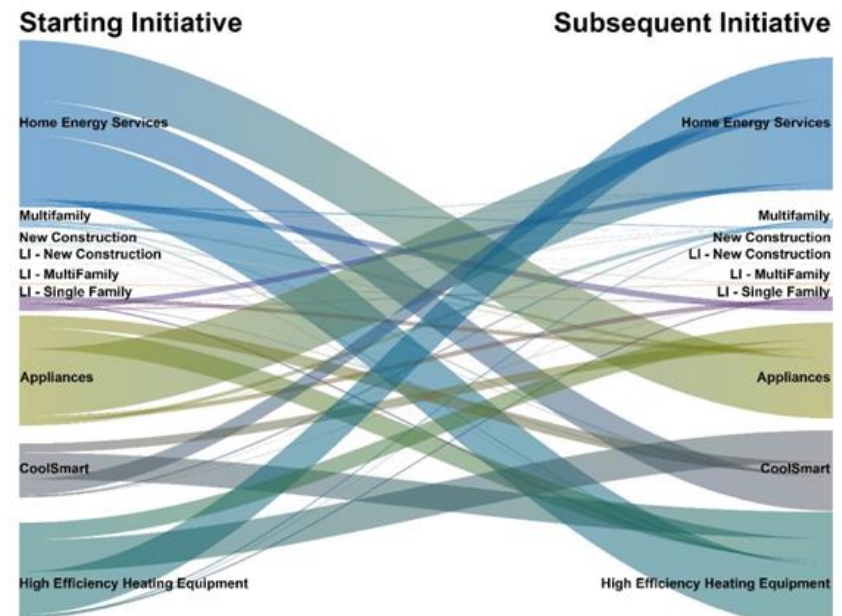 Starting Initiative
Subsequent Initiative
Home Energy Services
Home Energy Services
Multifamily
Multifamily
New Construction
New Construction
LI - New Construction
LI - New Construction
LI - MultiFamily
LI - MultiFamily
LI - Single Family
LI - Single Family
Appliances
Appliances
CoolSmart
CoolSmart
High Efficiency Heating Equipment
High Efficiency Heating Equipment